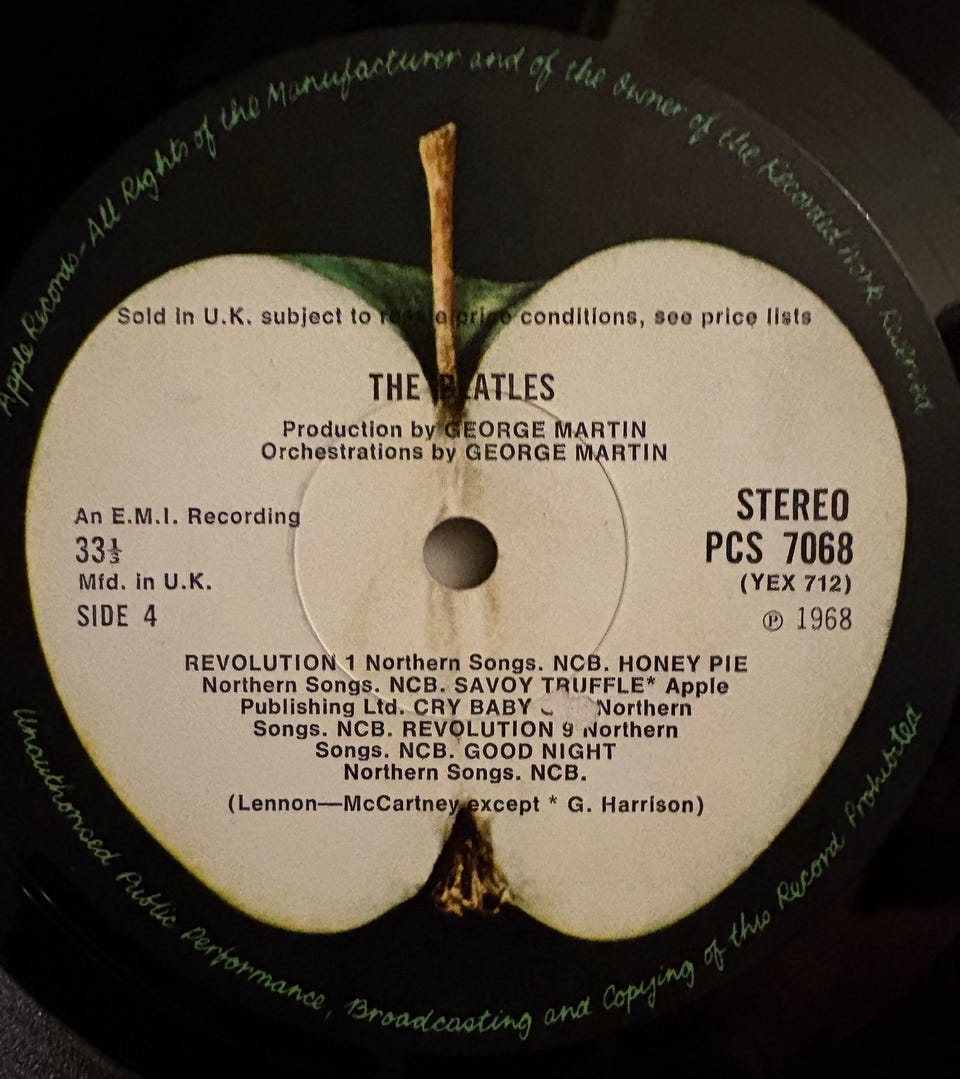 Apple Records - All Rights of the Manufacturer and of the Owner of the Recorded Work Reserved
Sold in U.K. subject to resale price conditions, see price lists
THE BEATLES
Production by GEORGE MARTIN
Orchestrations by GEORGE MARTIN
An E.M.I. Recording
33⅓
Mfd. in U.K.
SIDE 4
STEREO
PCS 7068
(YEX 712)
℗ 1968
REVOLUTION 1 Northern Songs. NCB. HONEY PIE
Northern Songs. NCB. SAVOY TRUFFLE* Apple
Publishing Ltd. CRY BABY Northern
Songs. NCB. REVOLUTION 9 Northern
Songs. NCB. GOOD NIGHT
Northern Songs. NCB.
(Lennon—McCartney except * G. Harrison)
Unauthorised Public Performance, Broadcasting and Copying of this Record Prohibited